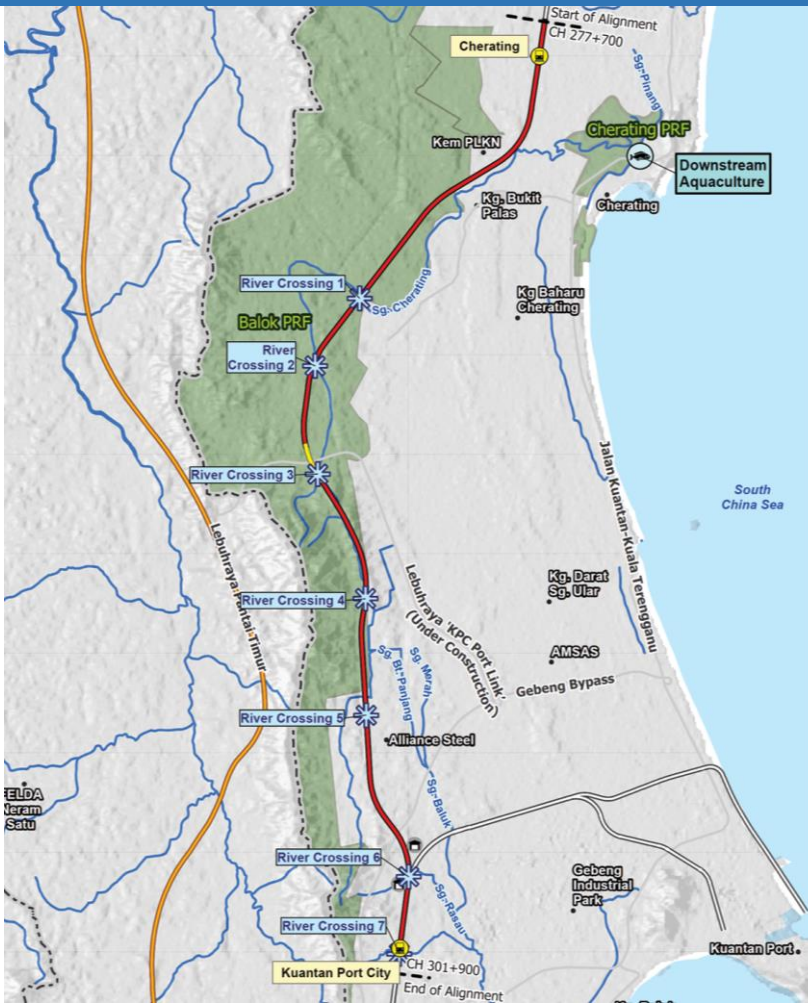 Start of Alignment
CH 277+700
Cherating
Sg. Pinang
Cherating PRF
Kem PLKN
Downstream
Aquaculture
Kg. Bukit
Palas
Cherating
River Crossing 1
Sg. Cherating
Kg Baharu
Cherating
Balok PRF
River
Crossing 2
Jalan Kuantan-Kuala Terengganu
River Crossing 3
South
China Sea
Lebuhraya Pantai Timur
Lebuhraya 'KPC Port Link'
(Under Construction)
River Crossing 4
Kg. Darat
Sg. Ular
AMSAS
Sg. Bt. Panjang
Sg. Merah
Gebeng Bypass
River Crossing 5
Alliance Steel
FELDA
Neram
Satu
Sg. Baluk
River Crossing 6
Gebeng
Industrial
Park
Sg. Rasau
River Crossing 7
Kuantan Port
Kuantan Port City
CH 301+900
End of Alignment